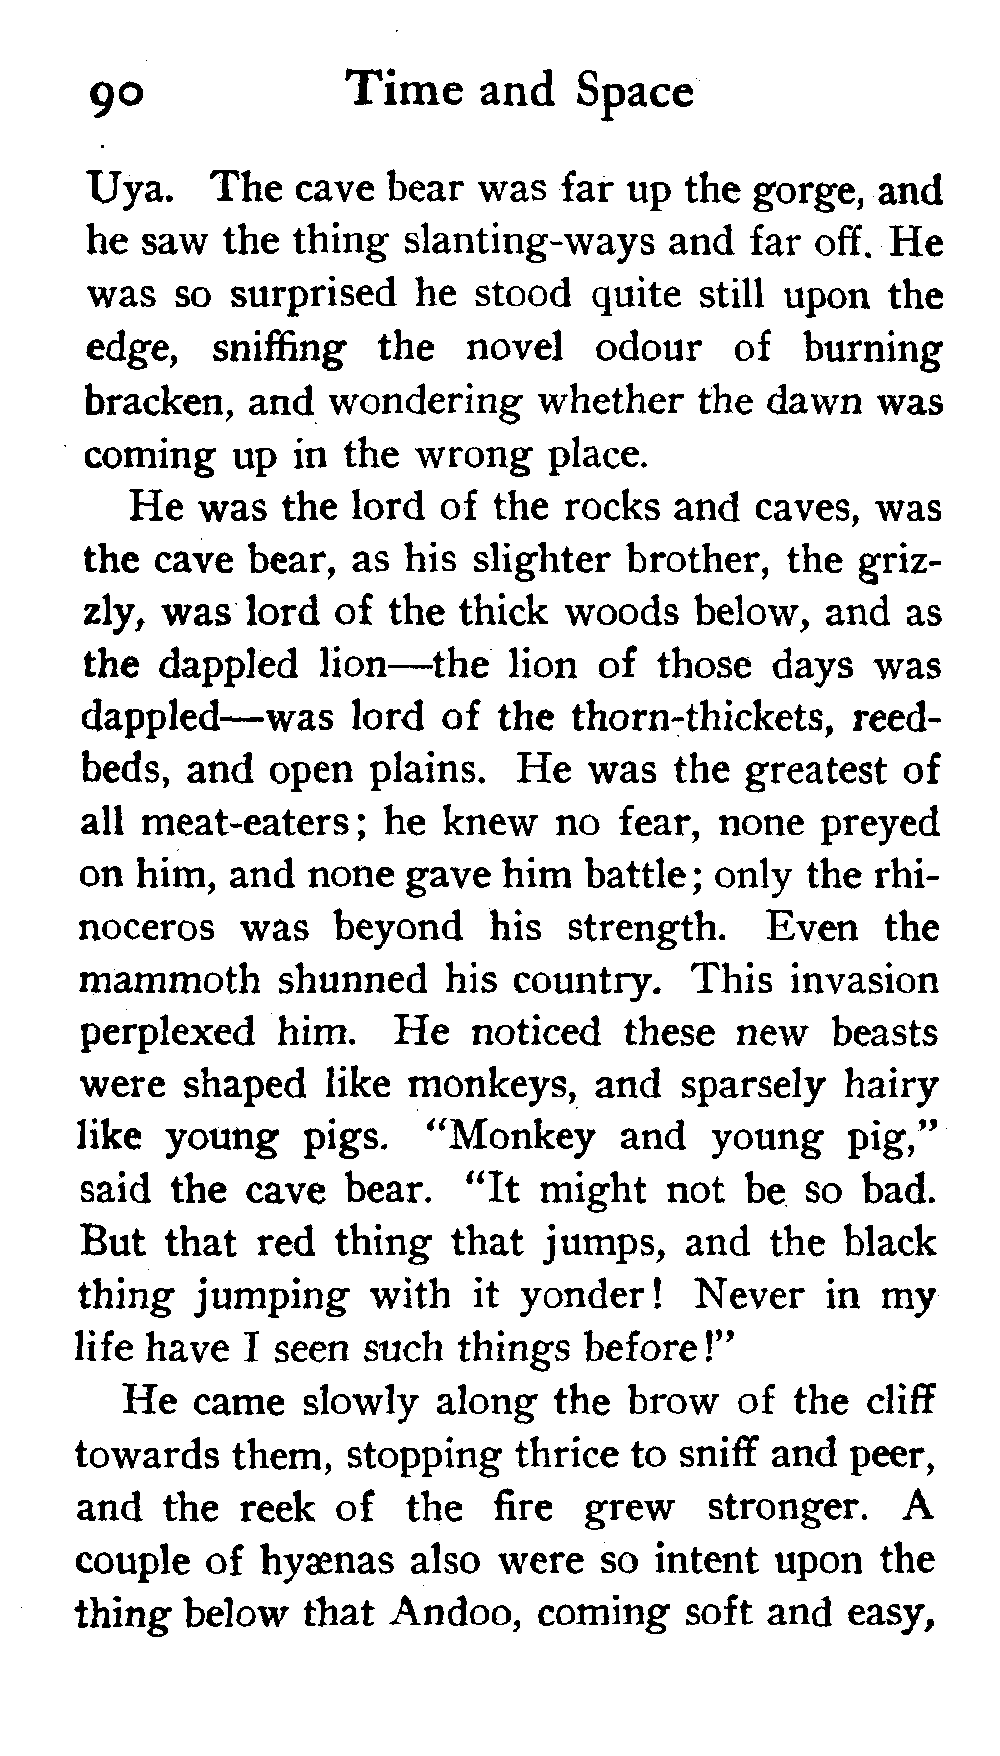 90 Time and Space
Uya. The cave bear was far up the gorge, and
he saw the thing slanting-ways and far off. He
was so surprised he stood quite still upon the
edge, sniffing the novel odour of burning
bracken, and wondering whether the dawn was
coming up in the wrong place.
He was the lord of the rocks and caves, was
the cave bear, as his slighter brother, the griz-
zly, was lord of the thick woods below, and as
the dappled lion—the lion of those days was
dappled—was lord of the thorn-thickets, reed-
beds, and open plains. He was the greatest of
all meat-eaters; he knew no fear, none preyed
on him, and none gave him battle; only the rhi-
noceros was beyond his strength. Even the
mammoth shunned his country. This invasion
perplexed him. He noticed these new beasts
were shaped like monkeys, and sparsely hairy
like young pigs. “Monkey and young pig,”
said the cave bear. “It might not be so bad.
But that red thing that jumps, and the black
thing jumping with it yonder! Never in my
life have I seen such things before!”
He came slowly along the brow of the cliff
towards them, stopping thrice to sniff and peer,
and the reek of the fire grew stronger. A
couple of hyænas also were so intent upon the
thing below that Andoo, coming soft and easy,